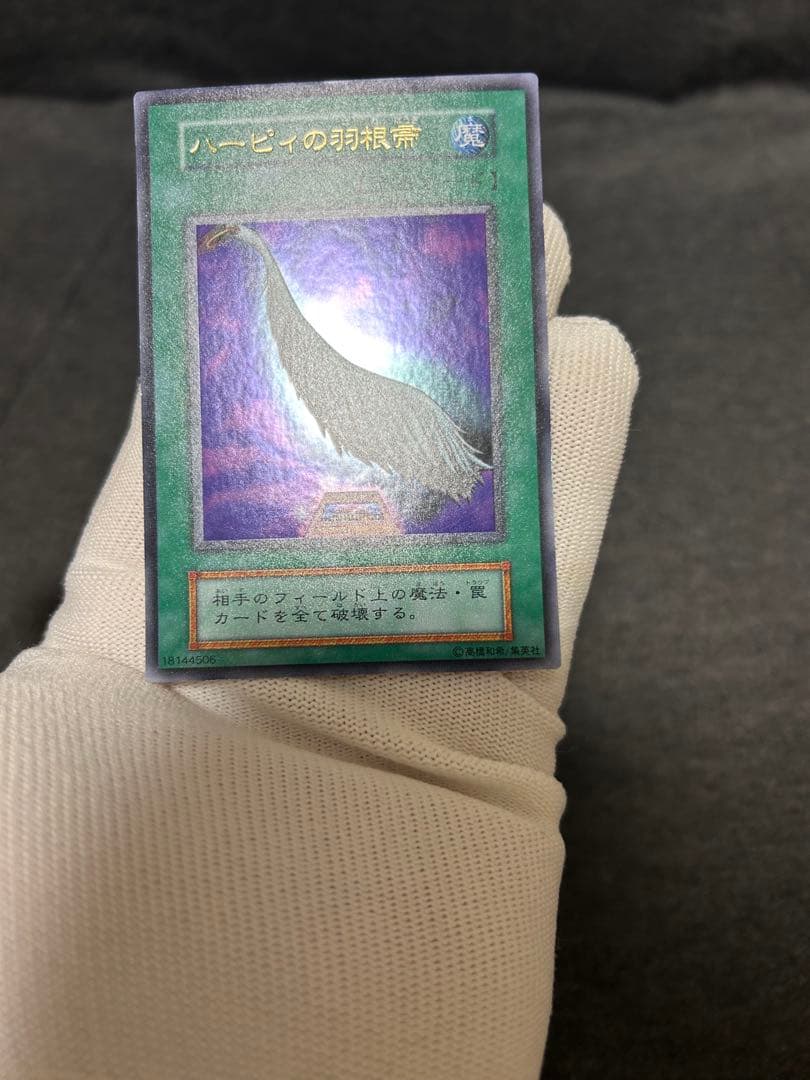 ハーピィの羽根帚
魔
相手のフィールド上の魔法・罠
カードを全て破壊する。
18144506
©高橋和希/集英社